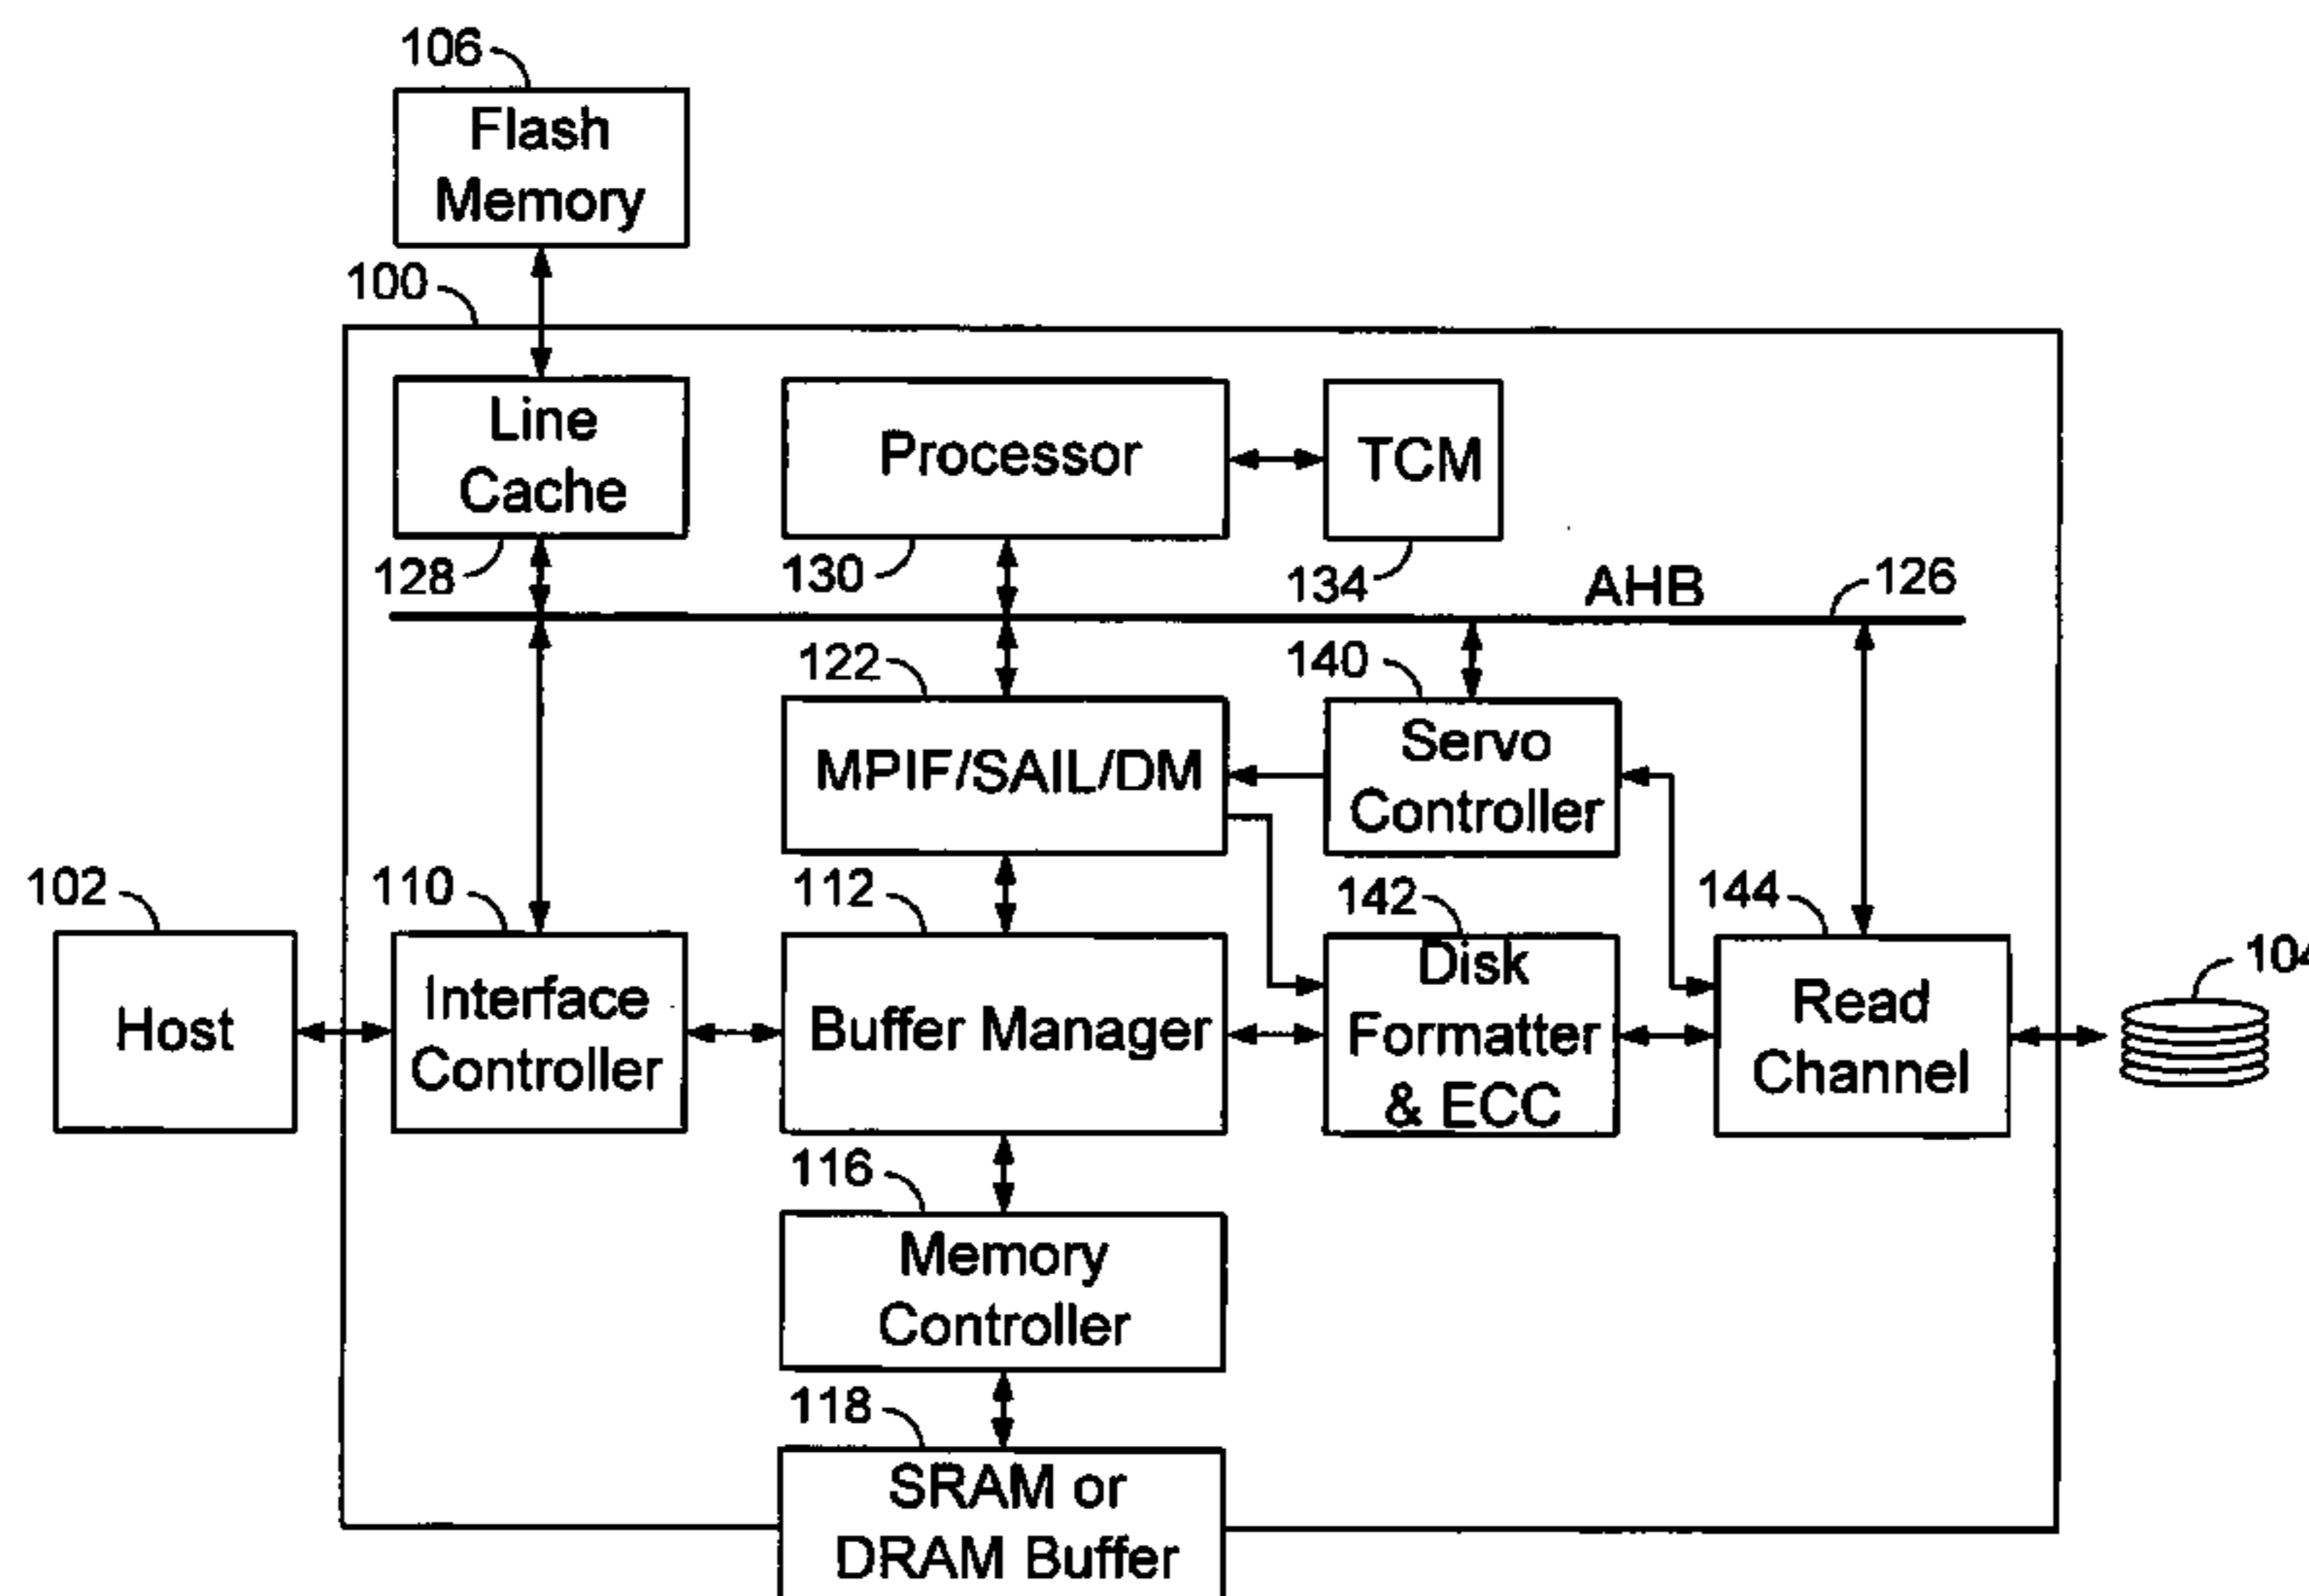 106
Flash
Memory
100
Line
Cache
Processor
TCM
128
130
134
AHB
126
122
140
MPIF/SAIL/DM
Servo
Controller
102
110
112
142
144
104
Host
Interface
Controller
Buffer Manager
Disk
Formatter
& ECC
Read
Channel
116
Memory
Controller
118
SRAM or
DRAM Buffer